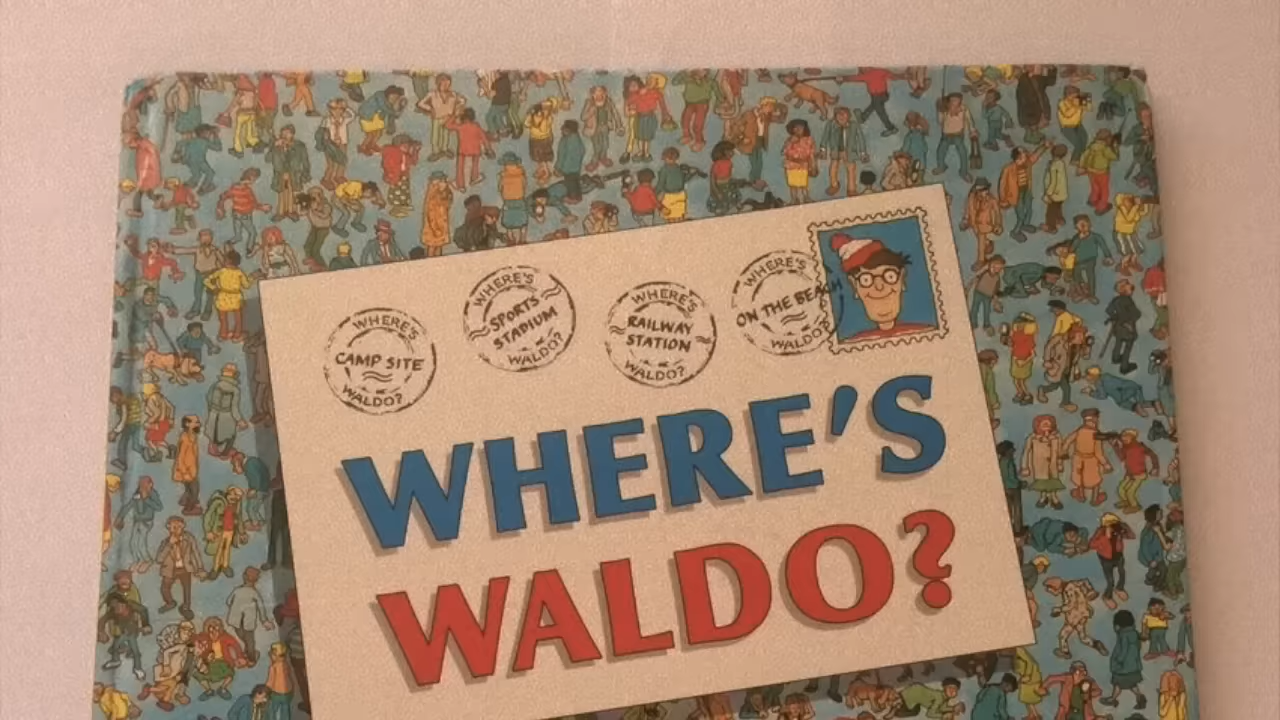 WHERE'S
CAMP SITE
WALDO?
WHERE'S
SPORTS
STADIUM
WALDO?
WHERE'S
RAILWAY
STATION
WALDO?
WHERE'S
ON THE BEACH
WALDO?
WHERE'S
WALDO?